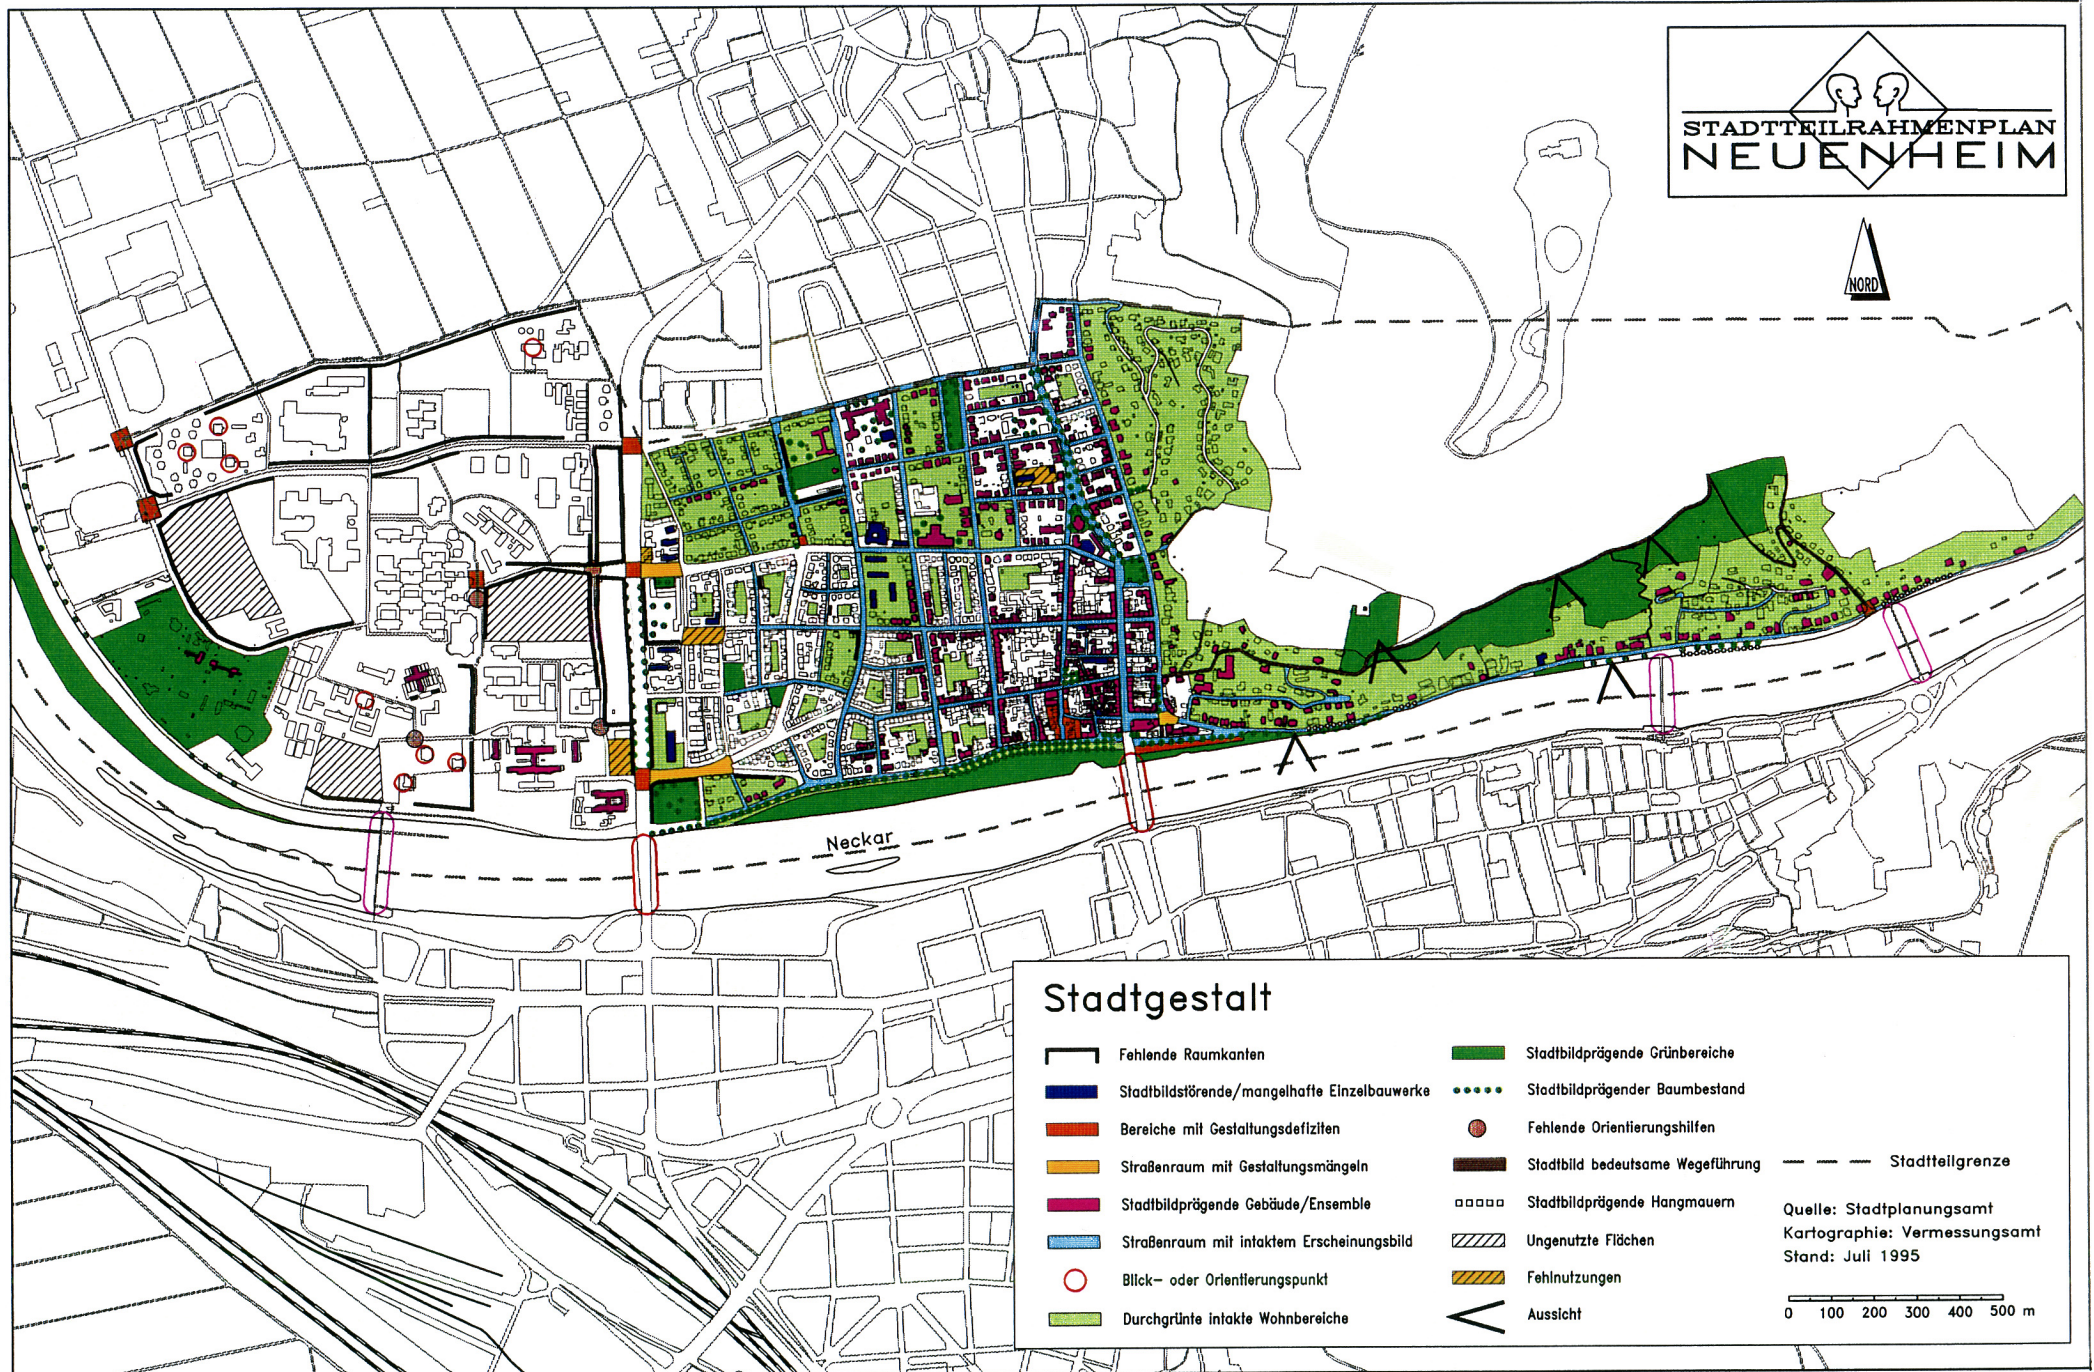 STADTTEILRAHMENPLAN
NEUENHEIM
NORD
Neckar
Stadtgestalt
Fehlende Raumkanten
Stadtbildstörende/mangelhafte Einzelbauwerke
Bereiche mit Gestaltungsdefiziten
Straßenraum mit Gestaltungsmängeln
Stadtbildprägende Gebäude/Ensemble
Straßenraum mit intaktem Erscheinungsbild
Blick- oder Orientierungspunkt
Durchgrünte intakte Wohnbereiche
Stadtbildprägende Grünbereiche
Stadtbildprägender Baumbestand
Fehlende Orientierungshilfen
Stadtbild bedeutsame Wegeführung
Stadtbildprägende Hangmauern
Ungenutzte Flächen
Fehlnutzungen
Aussicht
Stadtteilgrenze
Quelle: Stadtplanungsamt
Kartographie: Vermessungsamt
Stand: Juli 1995
0 100 200 300 400 500 m